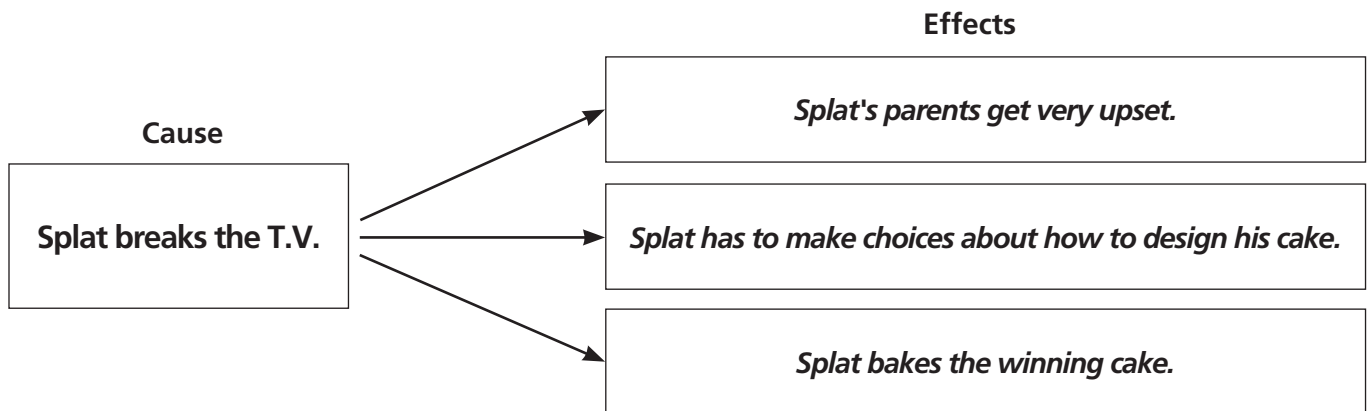 Effects
Splat's parents get very upset.
Cause
Splat breaks the T.V.
Splat has to make choices about how to design his cake.
Splat bakes the winning cake.